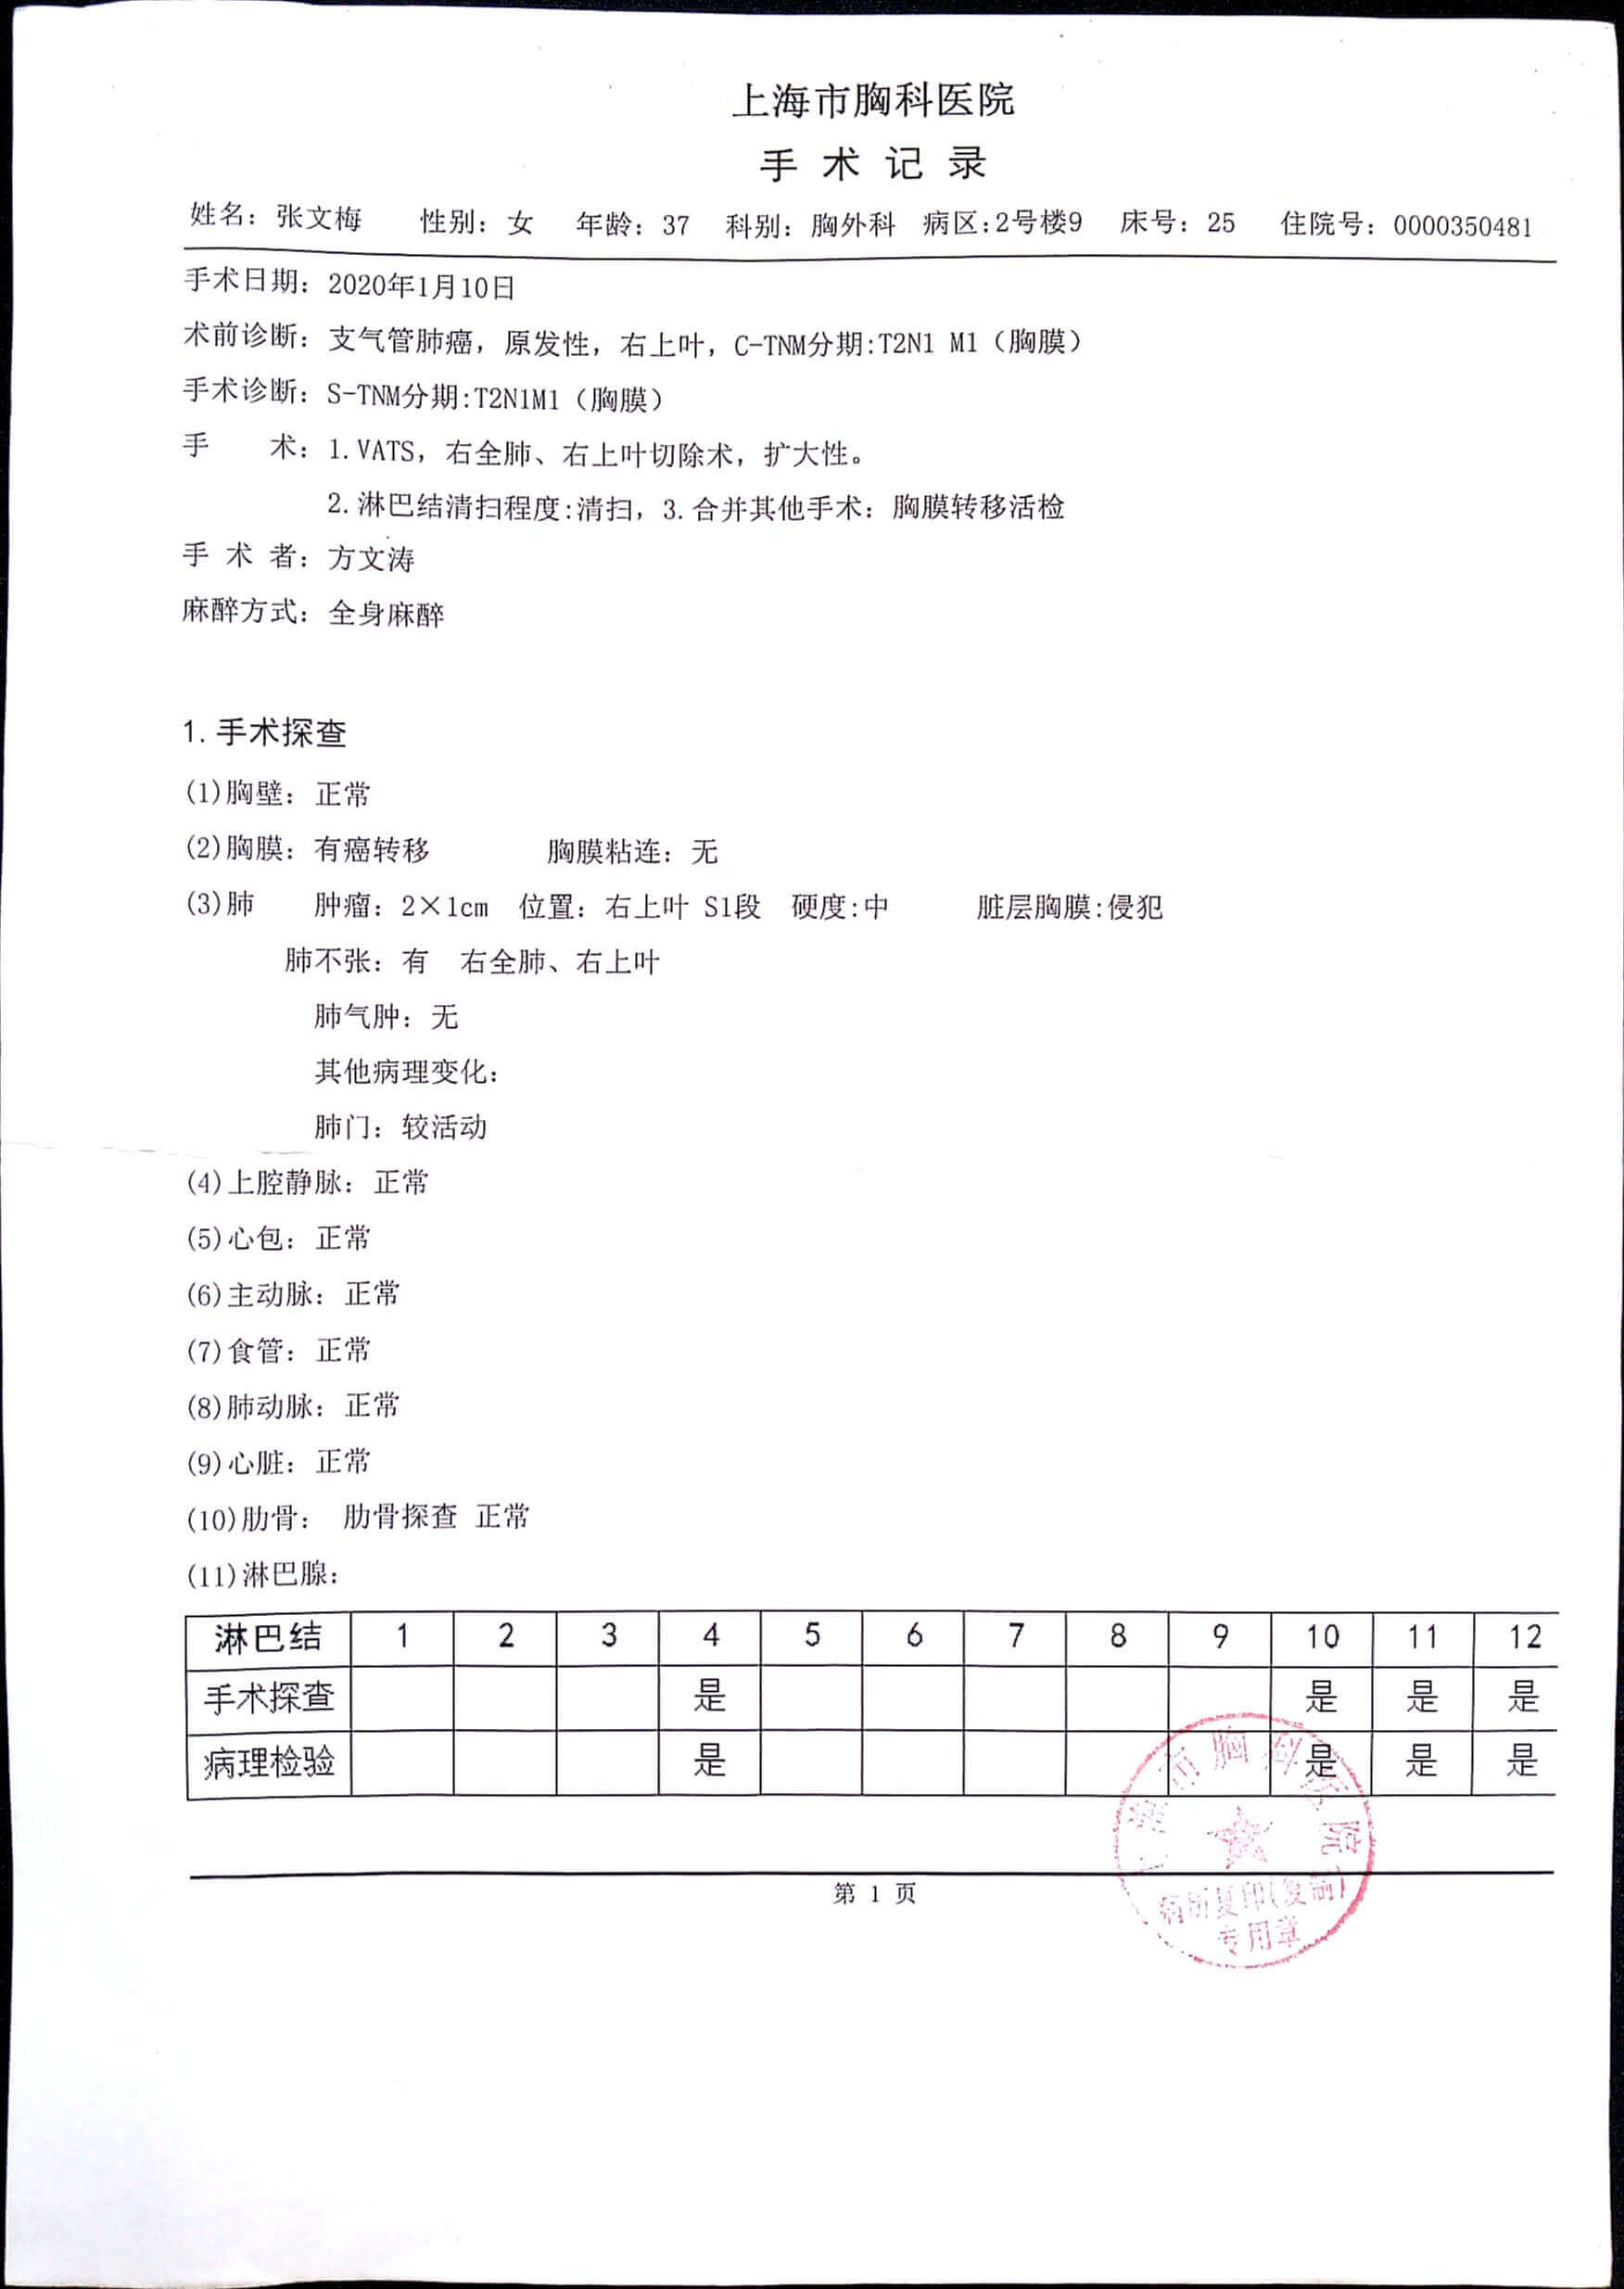 上海市胸科医院
手术记录
姓名：张文梅 性别：女 年龄：37 科别：胸外科 病区:2号楼9 床号：25 住院号：0000350481
手术日期：2020年1月10日
术前诊断：支气管肺癌，原发性，右上叶，C-TNM分期:T2N1 M1（胸膜）
手术诊断：S-TNM分期:T2N1M1（胸膜）
手 术：1.VATS，右全肺、右上叶切除术，扩大性。
2.淋巴结清扫程度:清扫，3.合并其他手术：胸膜转移活检
手 术 者：方文涛
麻醉方式：全身麻醉
1.手术探查
(1)胸壁：正常
(2)胸膜：有癌转移 胸膜粘连：无
(3)肺 肿瘤：2×1cm 位置：右上叶 S1段 硬度:中 脏层胸膜:侵犯
肺不张：有 右全肺、右上叶
肺气肿：无
其他病理变化：
肺门：较活动
(4)上腔静脉：正常
(5)心包：正常
(6)主动脉：正常
(7)食管：正常
(8)肺动脉：正常
(9)心脏：正常
(10)肋骨： 肋骨探查 正常
(11)淋巴腺：
淋巴结 1 2 3 4 5 6 7 8 9 10 11 12
手术探查 是 是 是 是
病理检验 是 是 是 是
市胸科医院
复印(复制)
专用章
第 1 页